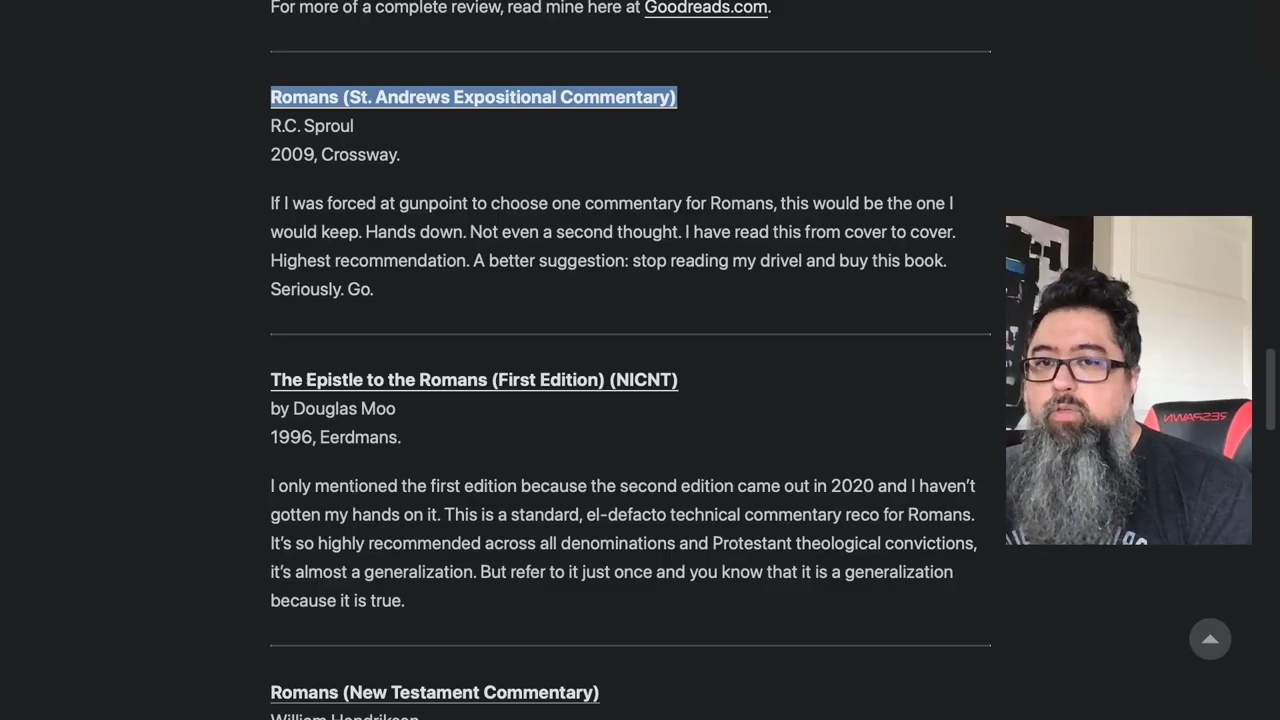 For more of a complete review, read mine here at Goodreads.com.
Romans (St. Andrews Expositional Commentary)
R.C. Sproul
2009, Crossway.
If I was forced at gunpoint to choose one commentary for Romans, this would be the one I
would keep. Hands down. Not even a second thought. I have read this from cover to cover.
Highest recommendation. A better suggestion: stop reading my drivel and buy this book.
Seriously. Go.
The Epistle to the Romans (First Edition) (NICNT)
by Douglas Moo
1996, Eerdmans.
I only mentioned the first edition because the second edition came out in 2020 and I haven’t
gotten my hands on it. This is a standard, el-defacto technical commentary reco for Romans.
It’s so highly recommended across all denominations and Protestant theological convictions,
it’s almost a generalization. But refer to it just once and you know that it is a generalization
because it is true.
Romans (New Testament Commentary)
William Hendriksen
RESPAWN